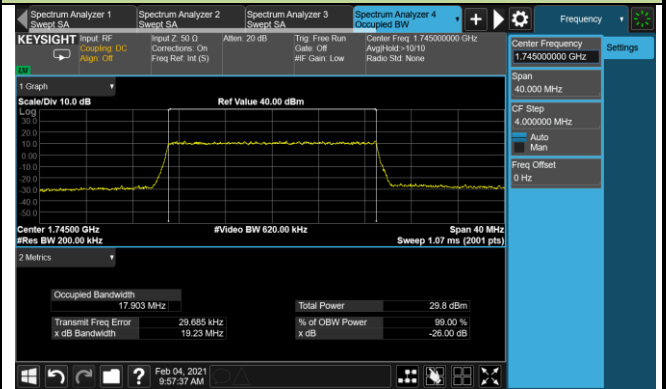 Spectrum Analyzer 1
Swept SA
Spectrum Analyzer 2
Swept SA
Spectrum Analyzer 3
Swept SA
Spectrum Analyzer 4
Occupied BW
Frequency
KEYSIGHT
Input: RF
Coupling: DC
Align: Off
Input Z: 50 Ω
Corrections: On
Freq Ref: Int (S)
Atten: 20 dB
Trig: Free Run
Gate: Off
#IF Gain: Low
Center Freq: 1.745000000 GHz
Avg|Hold:>10/10
Radio Std: None
Center Frequency
1.745000000 GHz
Settings
Span
40.000 MHz
CF Step
4.000000 MHz
Auto
Man
Freq Offset
0 Hz
1 Graph
Scale/Div 10.0 dB
Ref Value 40.00 dBm
Log
30.0
20.0
10.0
0.00
-10.0
-20.0
-30.0
-40.0
-50.0
Center 1.74500 GHz
#Video BW 620.00 kHz
Span 40 MHz
#Res BW 200.00 kHz
Sweep 1.07 ms (2001 pts)
2 Metrics
Occupied Bandwidth
17.903 MHz
Total Power 29.8 dBm
Transmit Freq Error 29.685 kHz
% of OBW Power 99.00 %
x dB Bandwidth 19.23 MHz
x dB -26.00 dB
Feb 04, 2021
9:57:37 AM